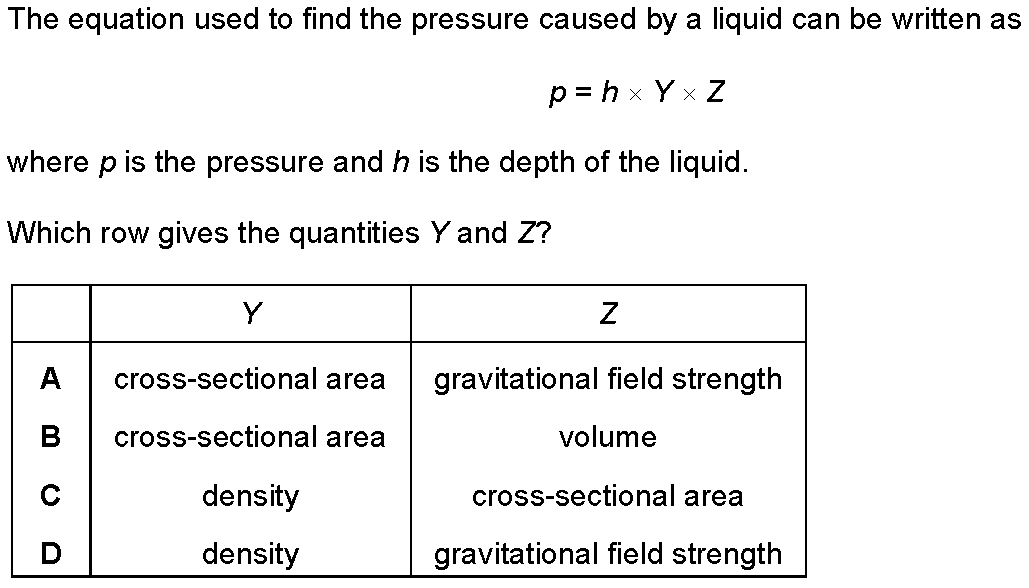 The equation used to find the pressure caused by a liquid can be written as
p = h × Y × Z
where p is the pressure and h is the depth of the liquid.
Which row gives the quantities Y and Z?
Y Z
A cross-sectional area gravitational field strength
B cross-sectional area volume
C density cross-sectional area
D density gravitational field strength